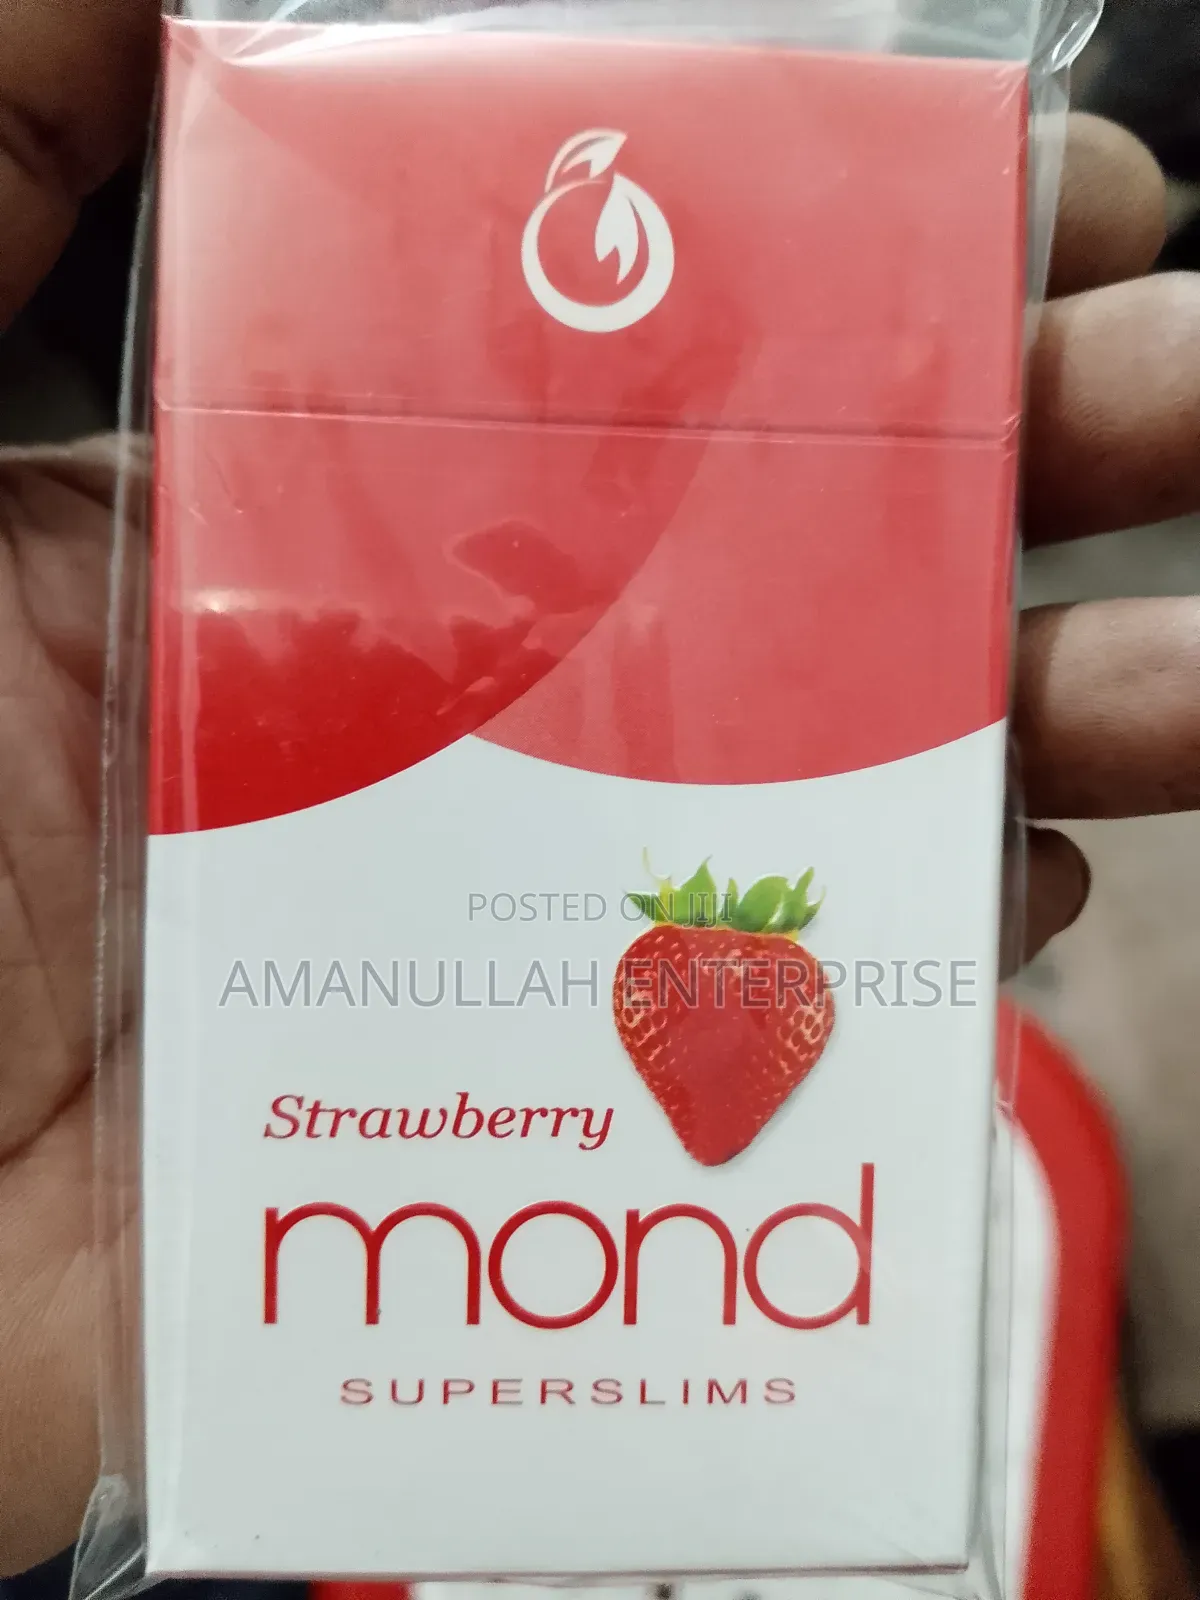 POSTED ON JIJI
AMANULLAH ENTERPRISE
Strawberry
mond
SUPERSLIMS